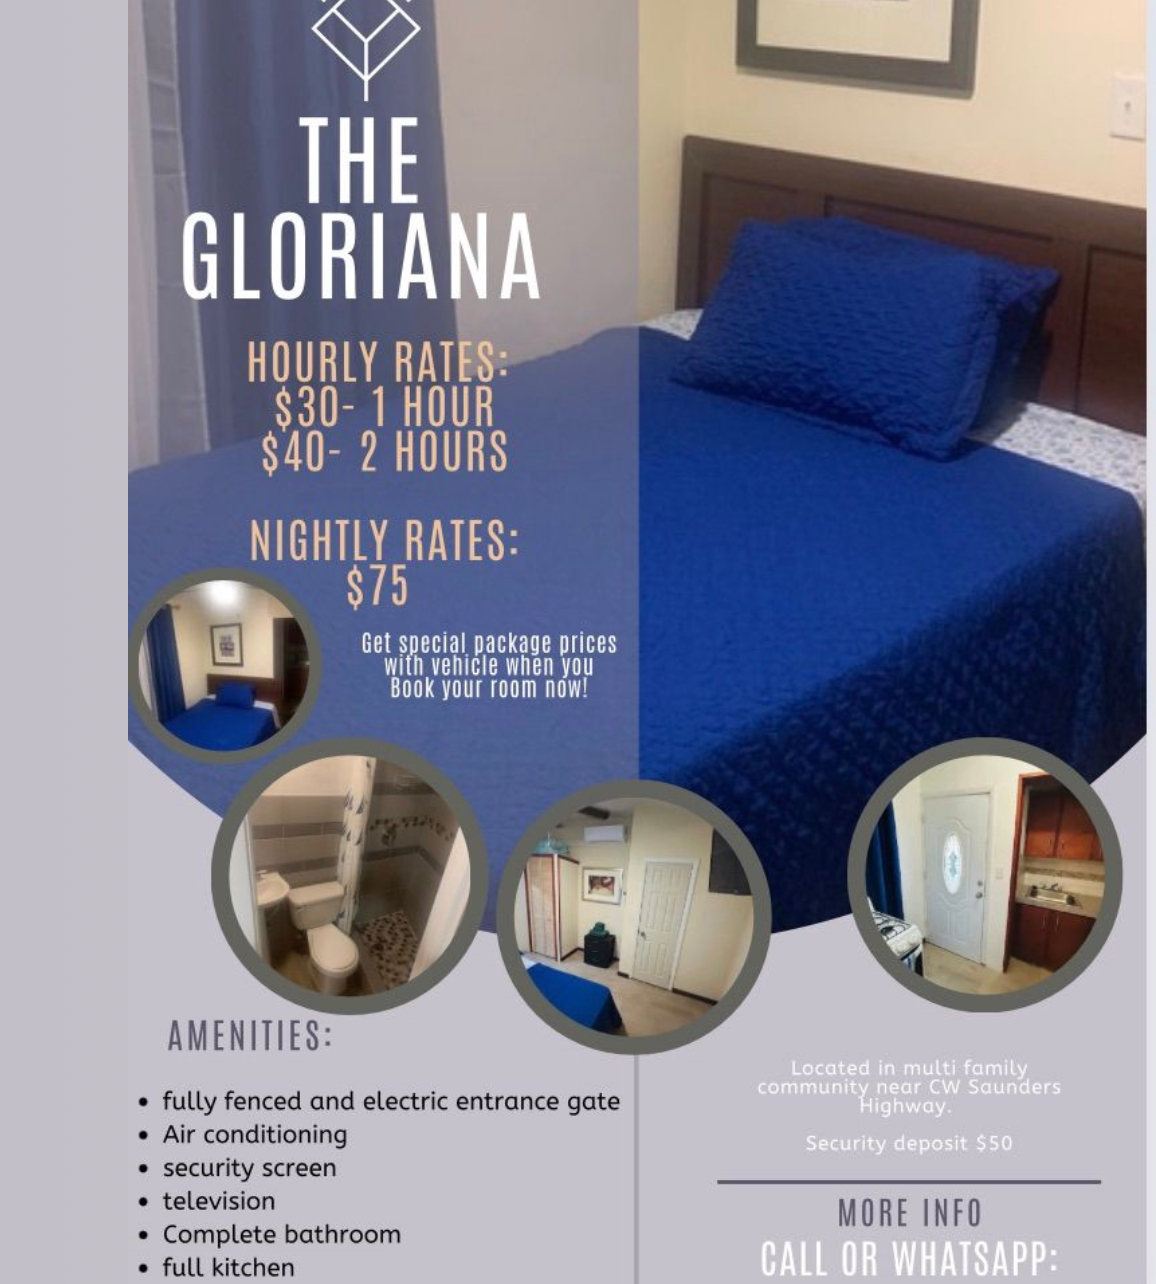 THE
GLORIANA
HOURLY RATES:
$30- 1 HOUR
$40- 2 HOURS
NIGHTLY RATES:
$75
Get special package prices
with vehicle when you
Book your room now!
AMENITIES:
• fully fenced and electric entrance gate
• Air conditioning
• security screen
• television
• Complete bathroom
• full kitchen
Located in multi family
community near CW Saunders
Highway.
Security deposit $50
MORE INFO
CALL OR WHATSAPP: